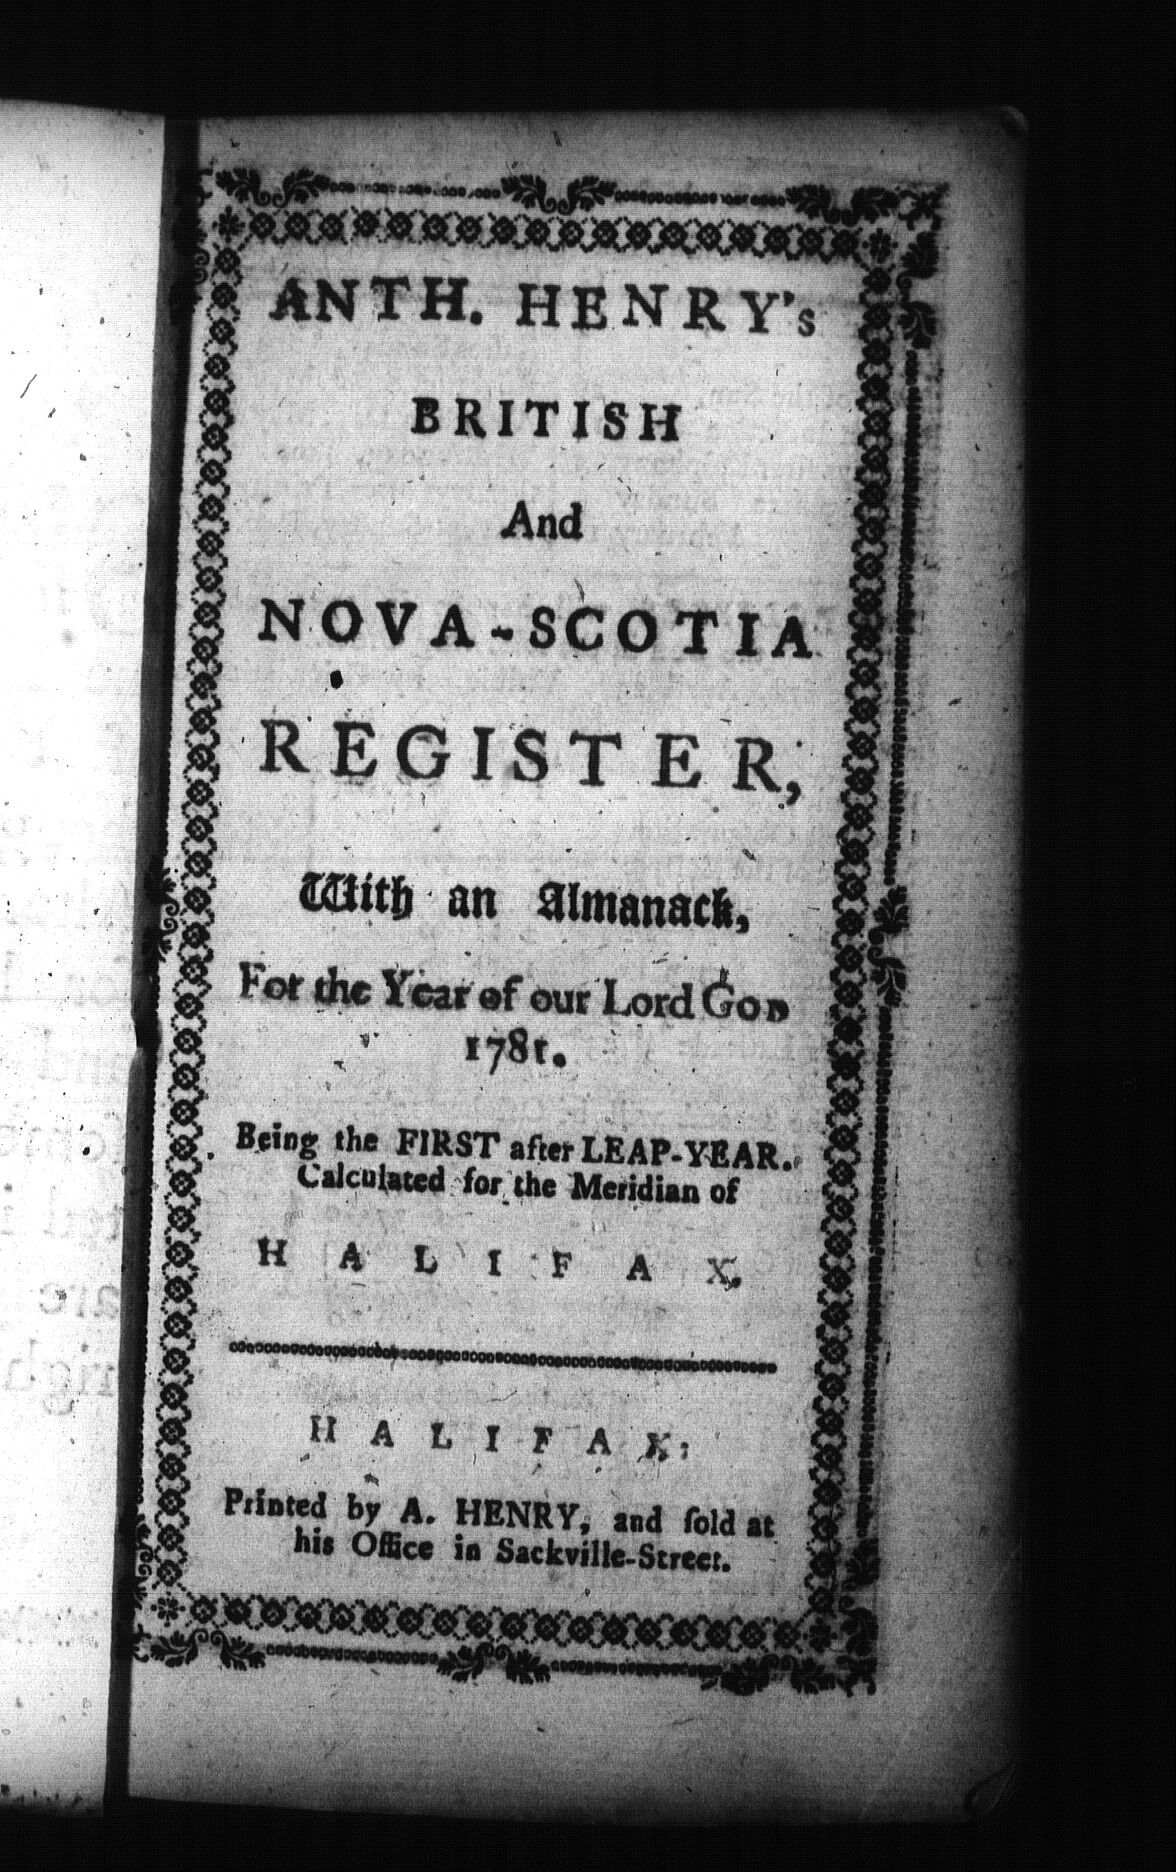 ANTH. HENRY's
BRITISH
And
NOVA-SCOTIA
REGISTER,
With an Almanack,
For the Year of our Lord GOD
1781.
Being the FIRST after LEAP-YEAR.
Calculated for the Meridian of
HALIFAX.
HALIFAX:
Printed by A. HENRY, and ſold at
his Office in Sackville-Street.